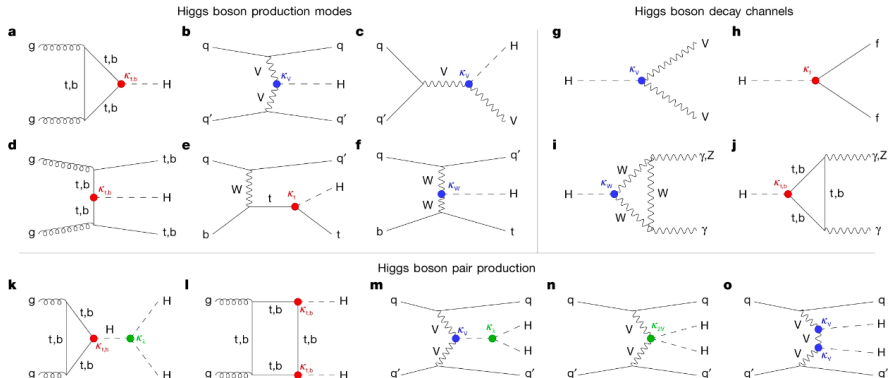 Higgs boson production modes
Higgs boson decay channels
a
g
g
t,b
t,b
t,b
κt,b
H
b
q
q
V
κV
H
V
q′
q′
c
q
q′
V
κV
H
V
g
H
κV
V
V
h
H
κf
f
f
d
g
g
t,b
t,b
κt,b
H
t,b
t,b
e
q
q′
W
t
κt
H
b
t
f
q
q′
W
κW
H
W
b
t
i
H
κW
W
W
W
γ,Z
γ
j
H
κt,b
t,b
t,b
t,b
γ,Z
γ
Higgs boson pair production
k
g
g
t,b
t,b
t,b
κt,b
H
κλ
H
H
l
g
g
t,b
t,b
t,b
t,b
κt,b
κt,b
H
H
m
q
q
V
V
κV
κλ
H
H
q′
q′
n
q
q
V
V
κ2V
H
H
q′
q′
o
q
q
V
V
V
κV
κV
H
H
q′
q′